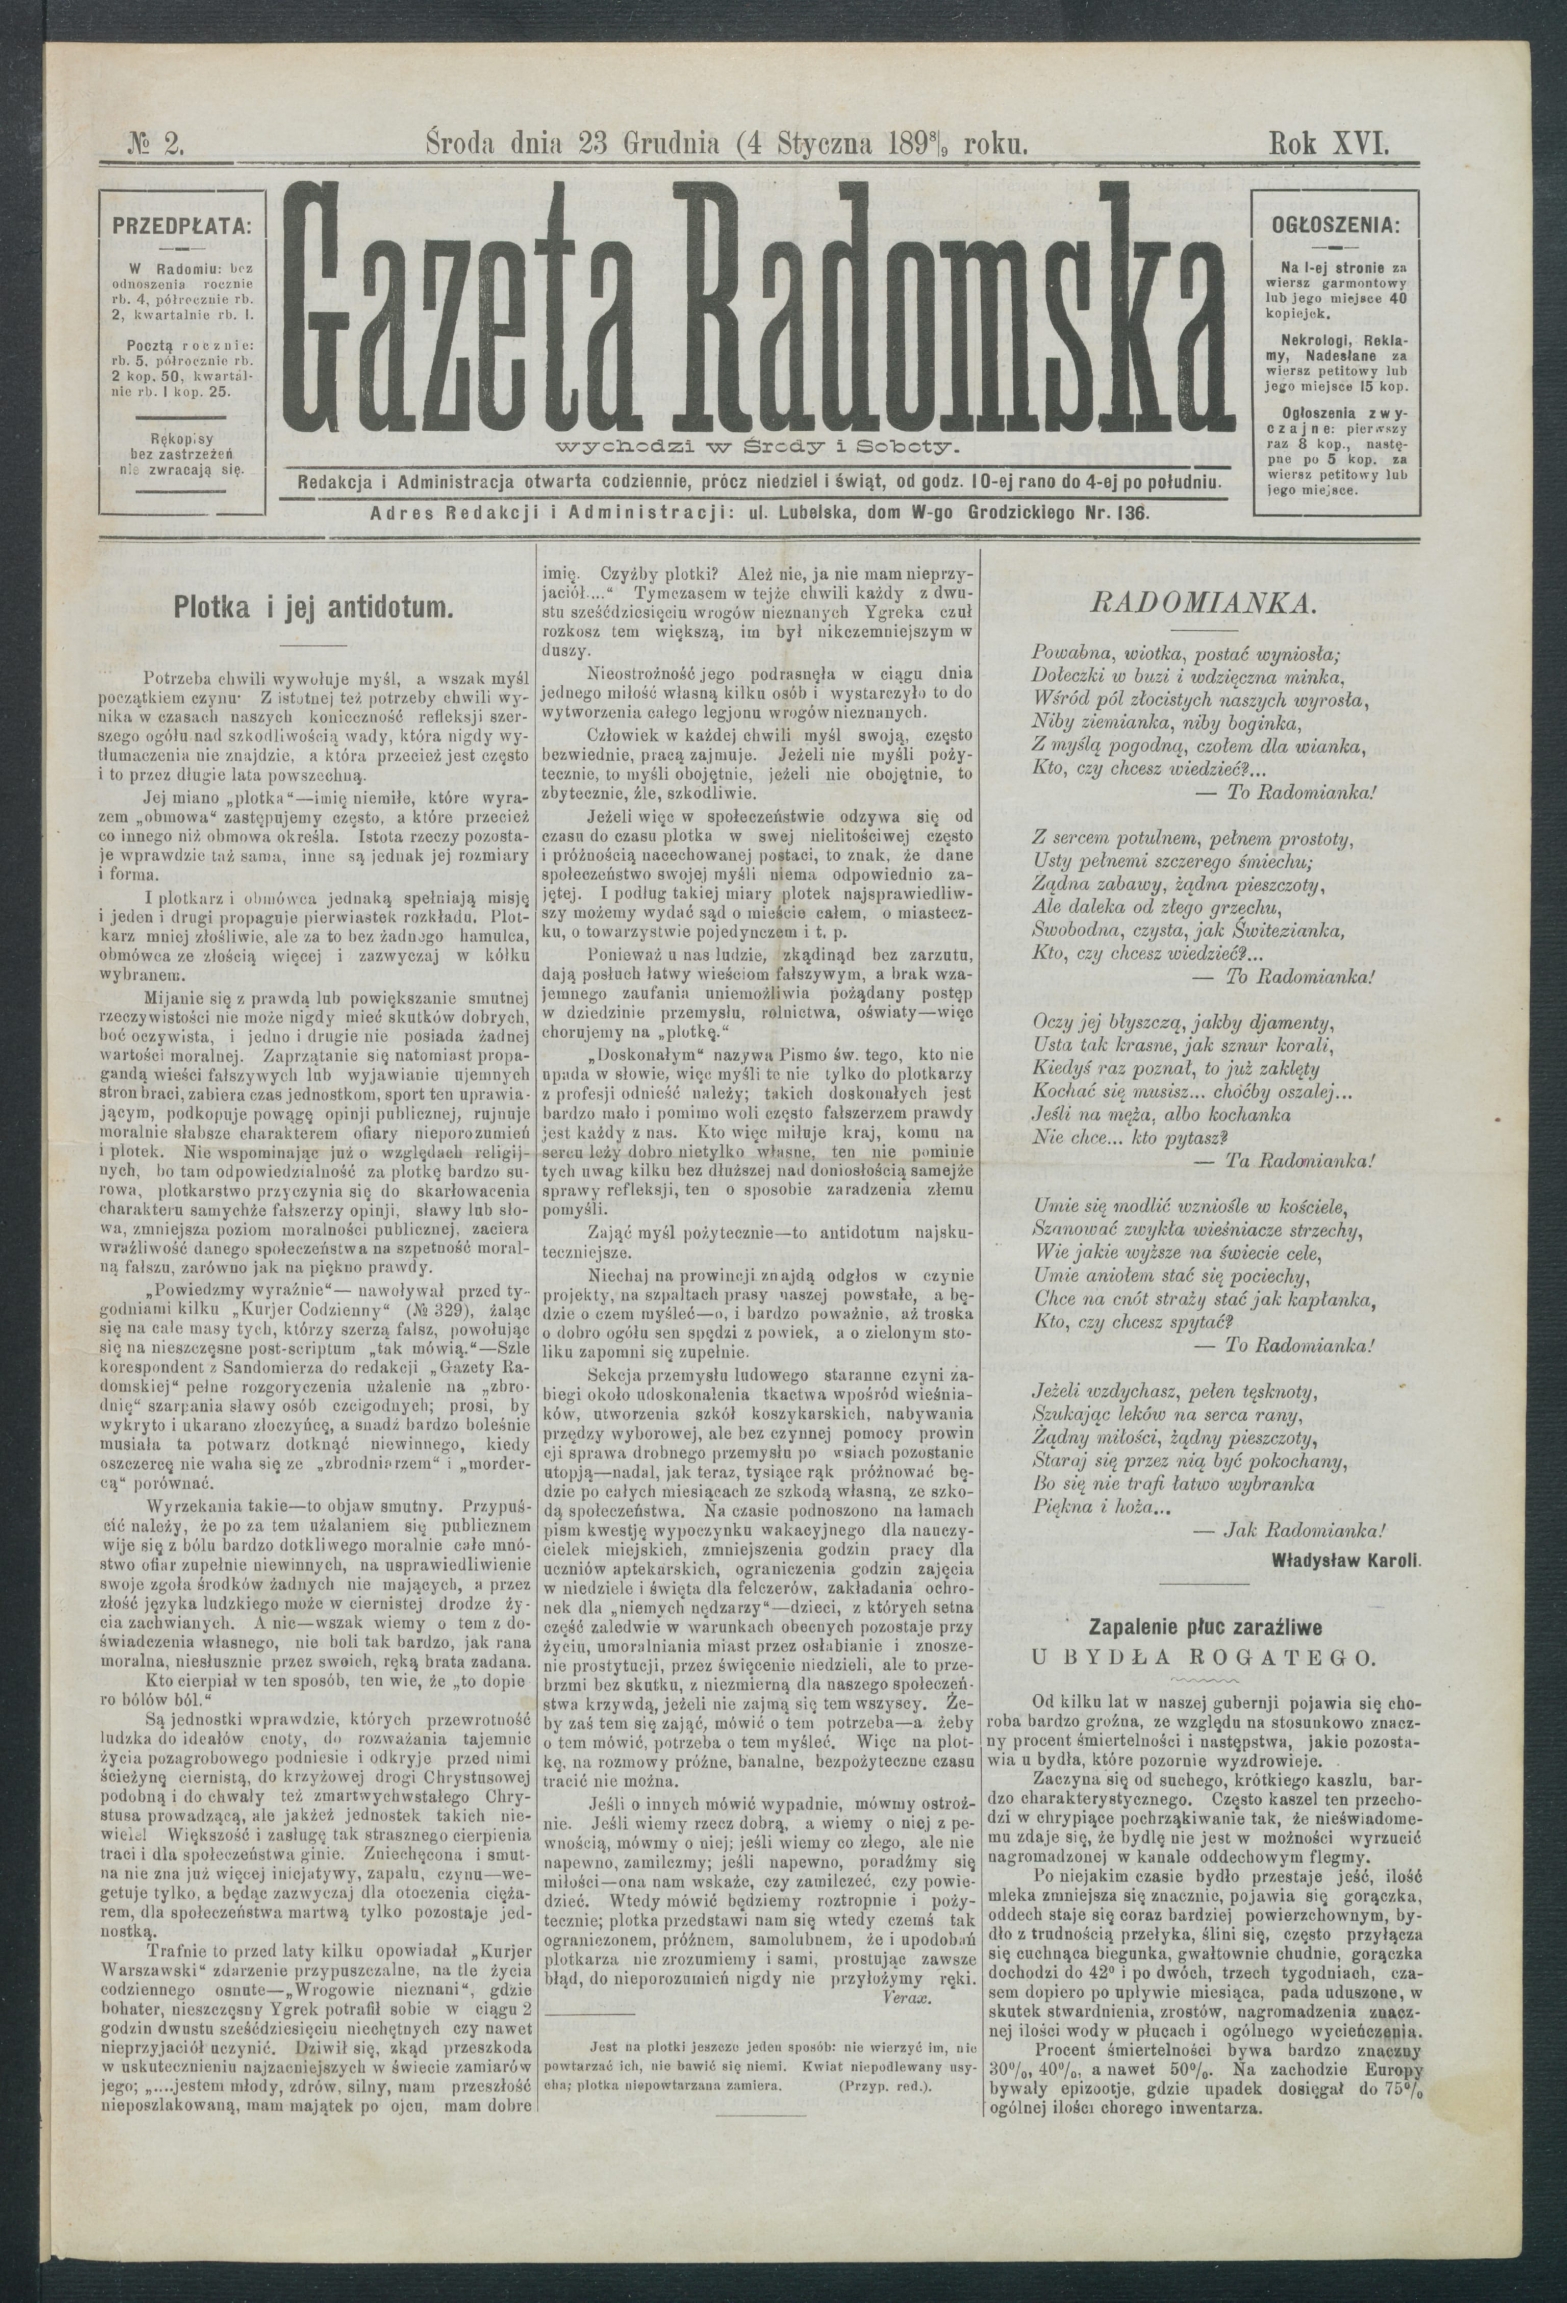 № 2.
Środa dnia 23 Grudnia (4 Styczna 189⁸|₉ roku.
Rok XVI.
PRZEDPŁATA:
W Radomiu: bez
odnoszenia rocznie
rb. 4, półrocznie rb.
2, kwartalnie rb. 1.
Pocztą rocznie:
rb. 5, półrocznie rb.
2 kop. 50, kwartal-
nie rb. 1 kop. 25.
Rękopisy
bez zastrzeżeń
nie zwracają się.
Gazeta Radomska
wychodzi w Środy i Soboty.
Redakcja i Administracja otwarta codziennie, prócz niedziel i świąt, od godz. 10-ej rano do 4-ej po południu.
Adres Redakcji i Administracji: ul. Lubelska, dom W-go Grodzickiego Nr. 136.
OGŁOSZENIA:
Na I-ej stronie za
wiersz garmontowy
lub jego miejsce 40
kopiejek.
Nekrologi, Rekla-
my, Nadesłane za
wiersz petitowy lub
jego miejsce 15 kop.
Ogłoszenia zwy-
czajne: pierwszy
raz 8 kop., nastę-
pne po 5 kop. za
wiersz petitowy lub
jego miejsce.
Plotka i jej antidotum.
Potrzeba chwili wywołuje myśl, a wszak myśl
początkiem czynu· Z istotnej też potrzeby chwili wy-
nika w czasach naszych konieczność refleksji szer-
szego ogółu nad szkodliwością wady, która nigdy wy-
tłumaczenia nie znajdzie, a która przecież jest często
i to przez długie lata powszechną.
Jej miano „plotka“—imię niemiłe, które wyra-
zem „obmowa“ zastępujemy często, a które przecież
co innego niż obmowa określa. Istota rzeczy pozosta-
je wprawdzie taż sama, inne są jednak jej rozmiary
i forma.
I plotkarz i obmówca jednaką spełniają misję
i jeden i drugi propaguje pierwiastek rozkładu. Plot-
karz mniej złośliwie, ale za to bez żadnego hamulca,
obmówca ze złością więcej i zazwyczaj w kółku
wybranem.
Mijanie się z prawdą lub powiększanie smutnej
rzeczywistości nie może nigdy mieć skutków dobrych,
boć oczywista, i jedno i drugie nie posiada żadnej
wartości moralnej. Zaprzątanie się natomiast propa-
gandą wieści fałszywych lub wyjawianie ujemnych
stron braci, zabiera czas jednostkom, sport ten uprawia-
jącym, podkopuje powagę opinji publicznej, rujnuje
moralnie słabsze charakterem ofiary nieporozumień
i plotek. Nie wspominając już o względach religij-
nych, bo tam odpowiedzialność za plotkę bardzo su-
rowa, plotkarstwo przyczynia się do skarłowacenia
charakteru samychże fałszerzy opinji, sławy lub sło-
wa, zmniejsza poziom moralności publicznej, zaciera
wrażliwość danego społeczeństwa na szpetność moral-
ną fałszu, zarówno jak na piękno prawdy.
„Powiedzmy wyraźnie“— nawoływał przed ty-
godniami kilku „Kurjer Codzienny“ (№ 329), żaląc
się na całe masy tych, którzy szerzą fałsz, powołując
się na nieszczęsne post-scriptum „tak mówią.“—Szle
korespondent z Sandomierza do redakcji „Gazety Ra-
domskiej“ pełne rozgoryczenia użalenie na „zbro-
dnię“ szarpania sławy osób czcigodnych; prosi, by
wykryto i ukarano złoczyńcę, a snadź bardzo boleśnie
musiała ta potwarz dotknąć niewinnego, kiedy
oszczercę nie waha się ze „zbrodniarzem“ i „morder-
cą“ porównać.
Wyrzekania takie—to objaw smutny. Przypuś-
cić należy, że po za tem użalaniem się publicznem
wije się z bólu bardzo dotkliwego moralnie całe mnó-
stwo ofiar zupełnie niewinnych, na usprawiedliwienie
swoje zgoła środków żadnych nie mających, a przez
złość języka ludzkiego może w ciernistej drodze ży-
cia zachwianych. A nic—wszak wiemy o tem z do-
świadczenia własnego, nie boli tak bardzo, jak rana
moralna, niesłusznie przez swoich, ręką brata zadana.
Kto cierpiał w ten sposób, ten wie, że „to dopie
ro bólów ból.“
Są jednostki wprawdzie, których przewrotność
ludzka do ideałów cnoty, do rozważania tajemnic
życia pozagrobowego podniesie i odkryje przed nimi
ścieżynę ciernistą, do krzyżowej drogi Chrystusowej
podobną i do chwały też zmartwychwstałego Chry-
stusa prowadzącą, ale jakżeż jednostek takich nie-
wiele! Większość i zasługę tak strasznego cierpienia
traci i dla społeczeństwa ginie. Zniechęcona i smut-
na nie zna już więcej inicjatywy, zapału, czynu—we-
getuje tylko, a będąc zazwyczaj dla otoczenia cięża-
rem, dla społeczeństwa martwą tylko pozostaje jed-
nostką.
Trafnie to przed laty kilku opowiadał „Kurjer
Warszawski“ zdarzenie przypuszczalne, na tle życia
codziennego osnute—„Wrogowie nieznani“, gdzie
bohater, nieszczęsny Ygrek potrafił sobie w ciągu 2
godzin dwustu sześćdziesięciu niechętnych czy nawet
nieprzyjaciół uczynić. Dziwił się, zkąd przeszkoda
w uskutecznieniu najzacniejszych w świecie zamiarów
jego; „....jestem młody, zdrów, silny, mam przeszłość
nieposzlakowaną, mam majątek po ojcu, mam dobre
imię. Czyżby plotki? Ależ nie, ja nie mam nieprzy-
jaciół....“ Tymczasem w tejże chwili każdy z dwu-
stu sześćdziesięciu wrogów nieznanych Ygreka czuł
rozkosz tem większą, im był nikczemniejszym w
duszy.
Nieostrożność jego podrasnęła w ciągu dnia
jednego miłość własną kilku osób i wystarczyło to do
wytworzenia całego legjonu wrogów nieznanych.
Człowiek w każdej chwili myśl swoją, często
bezwiednie, pracą zajmuje. Jeżeli nie myśli poży-
tecznie, to myśli obojętnie, jeżeli nie obojętnie, to
zbytecznie, źle, szkodliwie.
Jeżeli więc w społeczeństwie odzywa się od
czasu do czasu plotka w swej nielitościwej często
i próżnością nacechowanej postaci, to znak, że dane
społeczeństwo swojej myśli niema odpowiednio za-
jętej. I podług takiej miary plotek najsprawiedliw-
szy możemy wydać sąd o mieście całem, o miastecz-
ku, o towarzystwie pojedynczem i t. p.
Ponieważ u nas ludzie, zkądinąd bez zarzutu,
dają posłuch łatwy wieściom fałszywym, a brak wza-
jemnego zaufania uniemożliwia pożądany postęp
w dziedzinie przemysłu, rolnictwa, oświaty—więc
chorujemy na „plotkę.“
„Doskonałym“ nazywa Pismo św. tego, kto nie
upada w słowie, więc myśli te nie tylko do plotkarzy
z profesji odnieść należy; takich doskonałych jest
bardzo mało i pomimo woli często fałszerzem prawdy
jest każdy z nas. Kto więc miłuje kraj, komu na
sercu leży dobro nietylko własne, ten nie pominie
tych uwag kilku bez dłuższej nad doniosłością samejże
sprawy refleksji, ten o sposobie zaradzenia złemu
pomyśli.
Zająć myśl pożytecznie—to antidotum najsku-
teczniejsze.
Niechaj na prowincji znajdą odgłos w czynie
projekty, na szpaltach prasy naszej powstałe, a bę-
dzie o czem myśleć—o, i bardzo poważnie, aż troska
o dobro ogółu sen spędzi z powiek, a o zielonym sto-
liku zapomni się zupełnie.
Sekcja przemysłu ludowego staranne czyni za-
biegi około udoskonalenia tkactwa wpośród wieśnia-
ków, utworzenia szkół koszykarskich, nabywania
przędzy wyborowej, ale bez czynnej pomocy prowin
cji sprawa drobnego przemysłu po wsiach pozostanie
utopją—nadal, jak teraz, tysiące rąk próżnować bę-
dzie po całych miesiącach ze szkodą własną, ze szko-
dą społeczeństwa. Na czasie podnoszono na łamach
pism kwestję wypoczynku wakacyjnego dla nauczy-
cielek miejskich, zmniejszenia godzin pracy dla
uczniów aptekarskich, ograniczenia godzin zajęcia
w niedziele i święta dla felczerów, zakładania ochro-
nek dla „niemych nędzarzy“—dzieci, z których setna
część zaledwie w warunkach obecnych pozostaje przy
życiu, umoralniania miast przez osłabianie i znosze-
nie prostytucji, przez święcenie niedzieli, ale to prze-
brzmi bez skutku, z niezmierną dla naszego społeczeń-
stwa krzywdą, jeżeli nie zajmą się tem wszyscy. Że-
by zaś tem się zająć, mówić o tem potrzeba—a żeby
o tem mówić, potrzeba o tem myśleć. Więc na plot-
kę, na rozmowy próżne, banalne, bezpożyteczne czasu
tracić nie można.
Jeśli o innych mówić wypadnie, mówmy ostroż-
nie. Jeśli wiemy rzecz dobrą, a wiemy o niej z pe-
wnością, mówmy o niej; jeśli wiemy co złego, ale nie
napewno, zamilczmy; jeśli napewno, poradźmy się
miłości—ona nam wskaże, czy zamilczeć, czy powie-
dzieć. Wtedy mówić będziemy roztropnie i poży-
tecznie; plotka przedstawi nam się wtedy czemś tak
ograniczonem, próżnem, samolubnem, że i upodobań
plotkarza nie zrozumiemy i sami, prostując zawsze
błąd, do nieporozumień nigdy nie przyłożymy ręki.
Verax.
Jest na plotki jeszcze jeden sposób: nie wierzyć im, nie
powtarzać ich, nie bawić się niemi. Kwiat niepodlewany usy-
cha; plotka niepowtarzana zamiera. (Przyp. red.).
RADOMIANKA.
Powabna, wiotka, postać wyniosła;
Dołeczki w buzi i wdzięczna minka,
Wśród pól złocistych naszych wyrosła,
Niby ziemianka, niby boginka,
Z myślą pogodną, czołem dla wianka,
Kto, czy chcesz wiedzieć?...
— To Radomianka!
Z sercem potulnem, pełnem prostoty,
Usty pełnemi szczerego śmiechu;
Żądna zabawy, żądna pieszczoty,
Ale daleka od złego grzechu,
Swobodna, czysta, jak Świtezianka,
Kto, czy chcesz wiedzieć?...
— To Radomianka!
Oczy jej błyszczą, jakby djamenty,
Usta tak krasne, jak sznur korali,
Kiedyś raz poznał, to już zaklęty
Kochać się musisz... chóćby oszalej...
Jeśli na męża, albo kochanka
Nie chce... kto pytasz?
— Ta Radomianka!
Umie się modlić wzniośle w kościele,
Szanować zwykła wieśniacze strzechy,
Wie jakie wyższe na świecie cele,
Umie aniołem stać się pociechy,
Chce na cnót straży stać jak kapłanka,
Kto, czy chcesz spytać?
— To Radomianka!
Jeżeli wzdychasz, pełen tęsknoty,
Szukając leków na serca rany,
Żądny miłości, żądny pieszczoty,
Staraj się przez nią być pokochany,
Bo się nie trafi łatwo wybranka
Piękna i hoża...
— Jak Radomianka!
Władysław Karoli.
Zapalenie płuc zaraźliwe
U BYDŁA ROGATEGO.
Od kilku lat w naszej gubernji pojawia się cho-
roba bardzo groźna, ze względu na stosunkowo znacz-
ny procent śmiertelności i następstwa, jakie pozosta-
wia u bydła, które pozornie wyzdrowieje.
Zaczyna się od suchego, krótkiego kaszlu, bar-
dzo charakterystycznego. Często kaszel ten przecho-
dzi w chrypiące pochrząkiwanie tak, że nieświadome-
mu zdaje się, że bydlę nie jest w możności wyrzucić
nagromadzonej w kanale oddechowym flegmy.
Po niejakim czasie bydło przestaje jeść, ilość
mleka zmniejsza się znacznie, pojawia się gorączka,
oddech staje się coraz bardziej powierzchownym, by-
dło z trudnością przełyka, ślini się, często przyłącza
się cuchnąca biegunka, gwałtownie chudnie, gorączka
dochodzi do 42° i po dwóch, trzech tygodniach, cza-
sem dopiero po upływie miesiąca, pada uduszone, w
skutek stwardnienia, zrostów, nagromadzenia znacz-
nej ilości wody w płucach i ogólnego wycieńczenia.
Procent śmiertelności bywa bardzo znaczny
30%, 40%, a nawet 50%. Na zachodzie Europy
bywały epizootje, gdzie upadek dosięgał do 75%
ogólnej ilości chorego inwentarza.